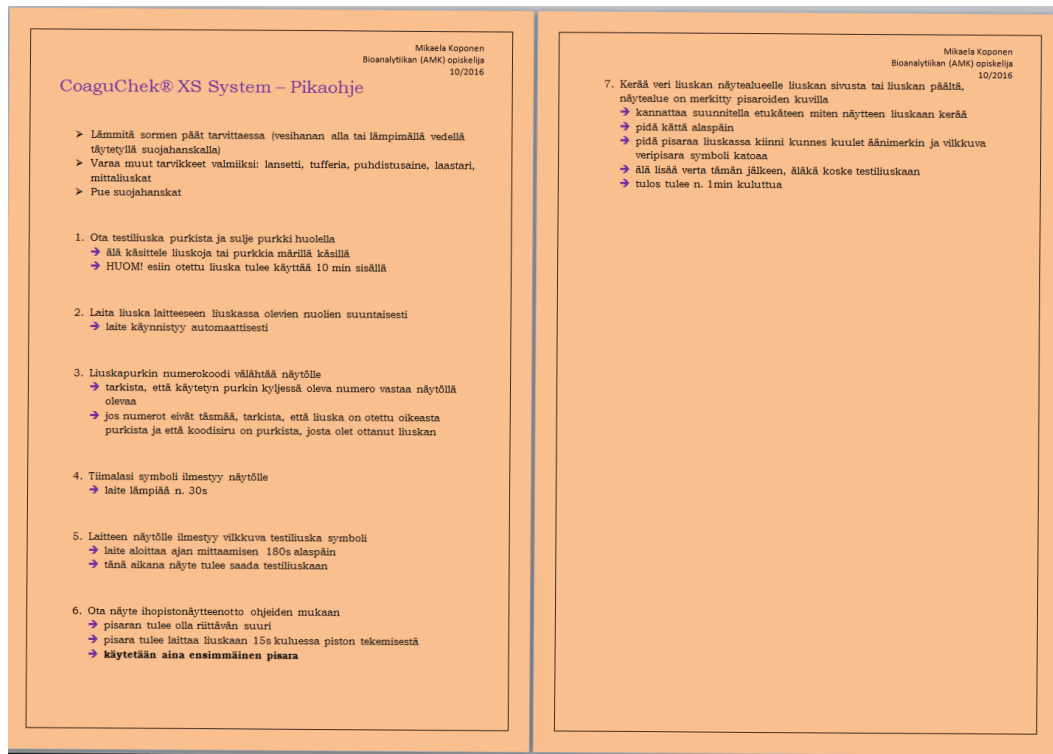 Mikaela Koponen
Bioanalytiikan (AMK) opiskelija
10/2016
CoaguChek® XS System – Pikaohje
➢ Lämmitä sormen päät tarvittaessa (vesihanan alla tai lämpimällä vedellä
täytetyllä suojahanskalla)
➢ Varaa muut tarvikkeet valmiiksi: lansetti, tufferia, puhdistusaine, laastari,
mittaliuskat
➢ Pue suojahanskat
1. Ota testiliuska purkista ja sulje purkki huolella
➔ älä käsittele liuskoja tai purkkia märillä käsillä
➔ HUOM! esiin otettu liuska tulee käyttää 10 min sisällä
2. Laita liuska laitteeseen liuskassa olevien nuolien suuntaisesti
➔ laite käynnistyy automaattisesti
3. Liuskapurkin numerokoodi välähtää näytölle
➔ tarkista, että käytetyn purkin kyljessä oleva numero vastaa näytöllä
olevaa
➔ jos numerot eivät täsmää, tarkista, että liuska on otettu oikeasta
purkista ja että koodisiru on purkista, josta olet ottanut liuskan
4. Tiimalasi symboli ilmestyy näytölle
➔ laite lämpiää n. 30s
5. Laitteen näytölle ilmestyy vilkkuva testiliuska symboli
➔ laite aloittaa ajan mittaamisen 180s alaspäin
➔ tänä aikana näyte tulee saada testiliuskaan
6. Ota näyte ihopistonäytteenotto ohjeiden mukaan
➔ pisaran tulee olla riittävän suuri
➔ pisara tulee laittaa liuskaan 15s kuluessa piston tekemisestä
➔ käytetään aina ensimmäinen pisara
Mikaela Koponen
Bioanalytiikan (AMK) opiskelija
10/2016
7. Kerää veri liuskan näytealueelle liuskan sivusta tai liuskan päältä,
näytealue on merkitty pisaroiden kuvilla
➔ kannattaa suunnitella etukäteen miten näytteen liuskaan kerää
➔ pidä kättä alaspäin
➔ pidä pisaraa liuskassa kiinni kunnes kuulet äänimerkin ja vilkkuva
veripisara symboli katoaa
➔ älä lisää verta tämän jälkeen, äläkä koske testiliuskaan
➔ tulos tulee n. 1min kuluttua